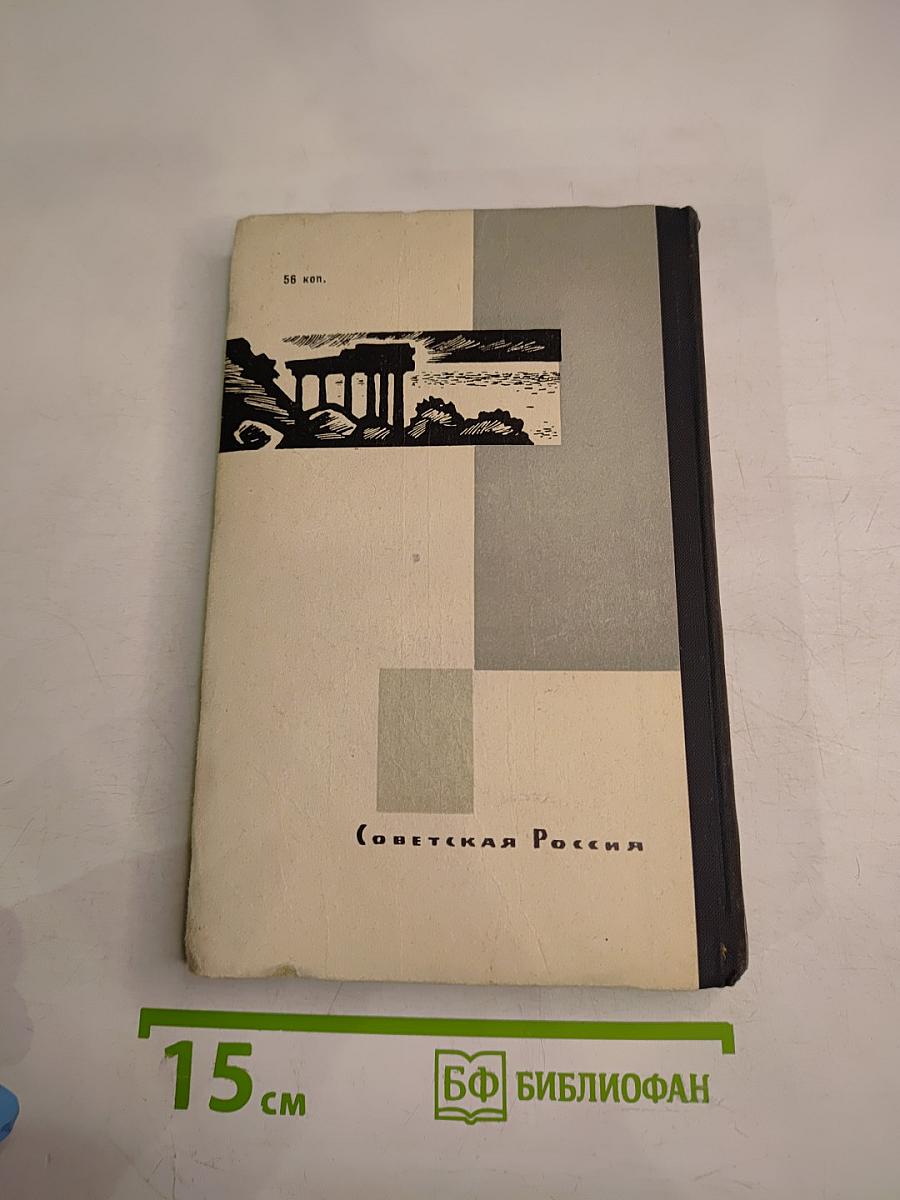 56 коп.
Советская Россия
15 см
БФ БИБЛИОФАН